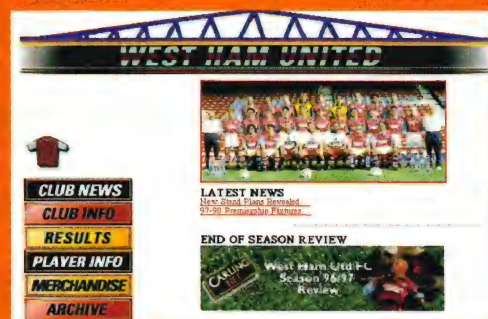 WEST HAM UNITED
CLUB NEWS
CLUB INFO
RESULTS
PLAYER INFO
MERCHANDISE
ARCHIVE
LATEST NEWS
New Stand Plans Revealed...
97-98 Premiership Fixtures...
END OF SEASON REVIEW
CARLING
West Ham Utd FC
Season 96/97
Review